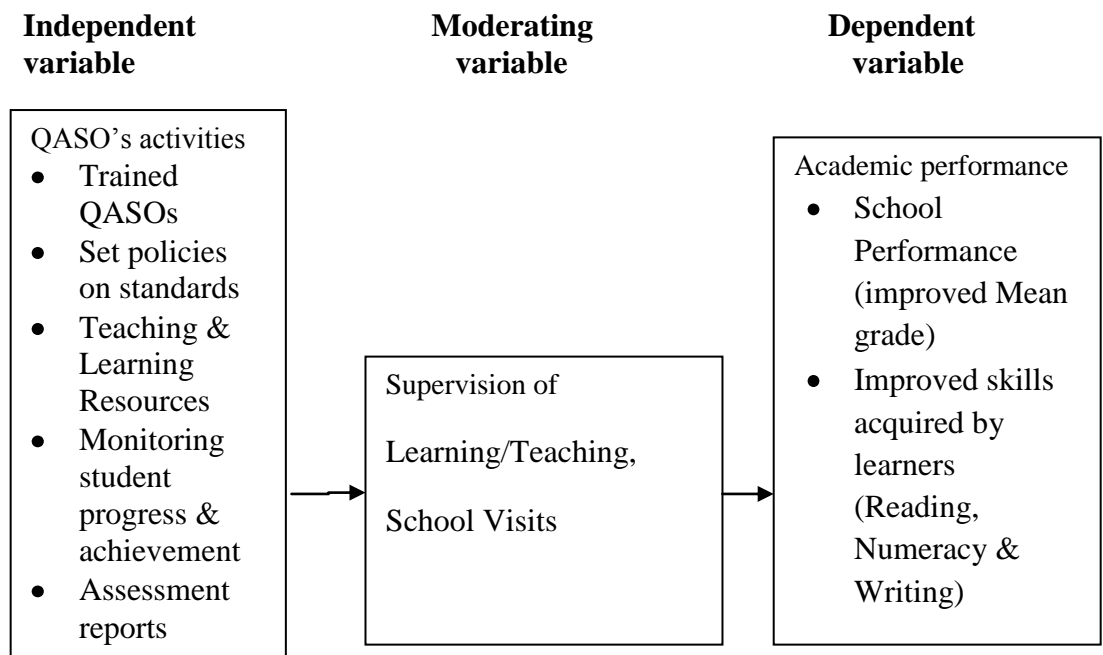 Independent variable
Moderating variable
Dependent variable
QASO’s activities
● Trained
QASOs
● Set policies
on standards
● Teaching &
Learning
Resources
● Monitoring
student
progress &
achievement
● Assessment
reports
Supervision of
Learning/Teaching,
School Visits
Academic performance
● School
Performance
(improved Mean
grade)
● Improved skills
acquired by
learners
(Reading,
Numeracy &
Writing)